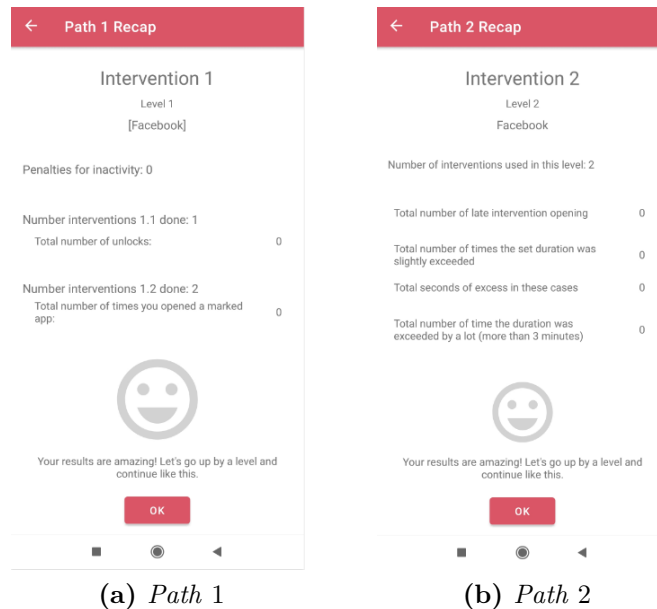 Path 1 Recap
Intervention 1
Level 1
[Facebook]
Penalties for inactivity: 0
Number interventions 1.1 done: 1
Total number of unlocks: 0
Number interventions 1.2 done: 2
Total number of times you opened a marked
app: 0
Your results are amazing! Let's go up by a level and
continue like this.
OK
(a) Path 1
Path 2 Recap
Intervention 2
Level 2
Facebook
Number of interventions used in this level: 2
Total number of late intervention opening 0
Total number of times the set duration was
slightly exceeded 0
Total seconds of excess in these cases 0
Total number of time the duration was
exceeded by a lot (more than 3 minutes) 0
Your results are amazing! Let's go up by a level and
continue like this.
OK
(b) Path 2